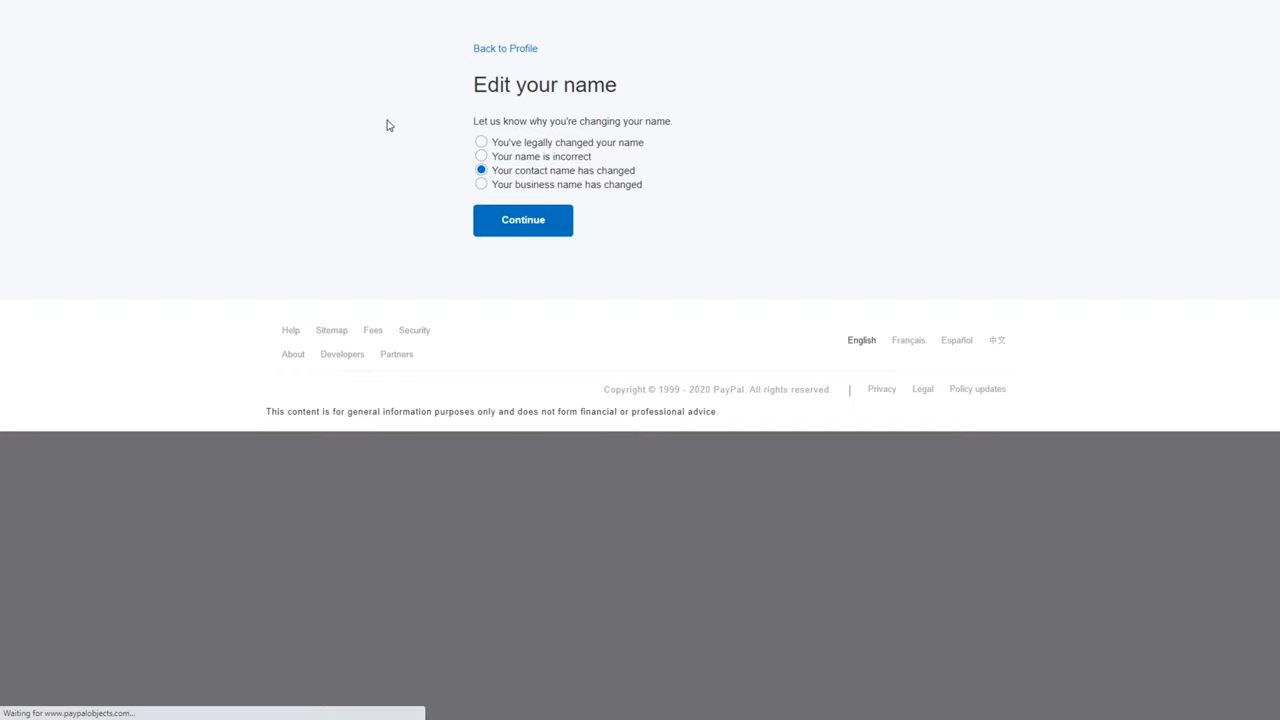 Back to Profile
Edit your name
Let us know why you're changing your name.
You've legally changed your name
Your name is incorrect
Your contact name has changed
Your business name has changed
Continue
Help Sitemap Fees Security
About Developers Partners
English Français Español 中文
Copyright © 1999 - 2020 PayPal. All rights reserved. | Privacy Legal Policy updates
This content is for general information purposes only and does not form financial or professional advice.
Waiting for www.paypalobjects.com...